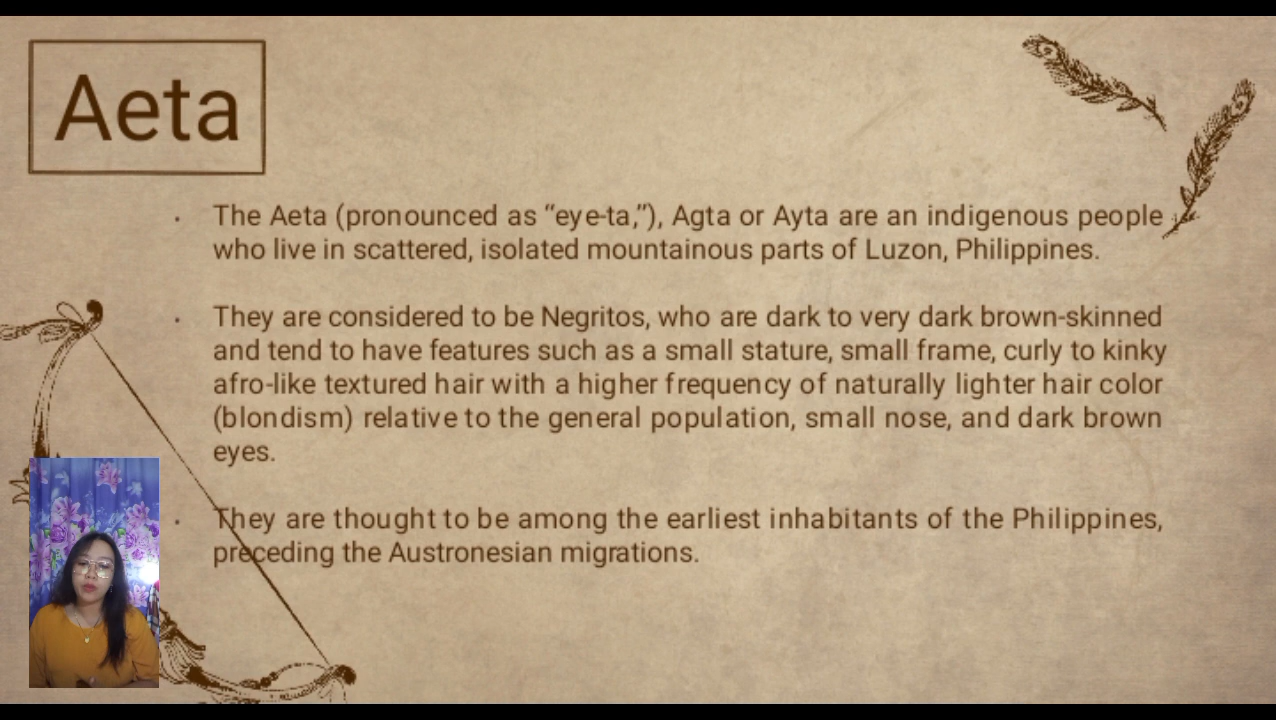 Aeta
• The Aeta (pronounced as “eye-ta,”), Agta or Ayta are an indigenous people
who live in scattered, isolated mountainous parts of Luzon, Philippines.
• They are considered to be Negritos, who are dark to very dark brown-skinned
and tend to have features such as a small stature, small frame, curly to kinky
afro-like textured hair with a higher frequency of naturally lighter hair color
(blondism) relative to the general population, small nose, and dark brown
eyes.
• They are thought to be among the earliest inhabitants of the Philippines,
preceding the Austronesian migrations.